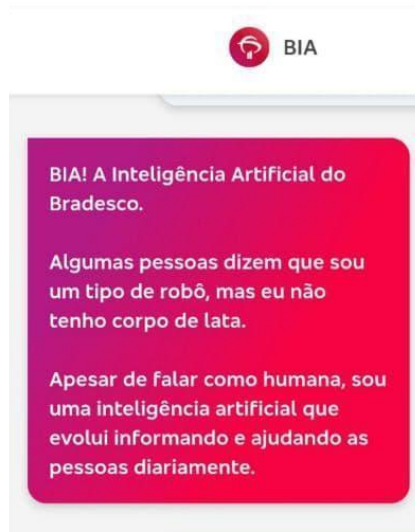 BIA
BIA! A Inteligência Artificial do
Bradesco.
Algumas pessoas dizem que sou
um tipo de robô, mas eu não
tenho corpo de lata.
Apesar de falar como humana, sou
uma inteligência artificial que
evolui informando e ajudando as
pessoas diariamente.